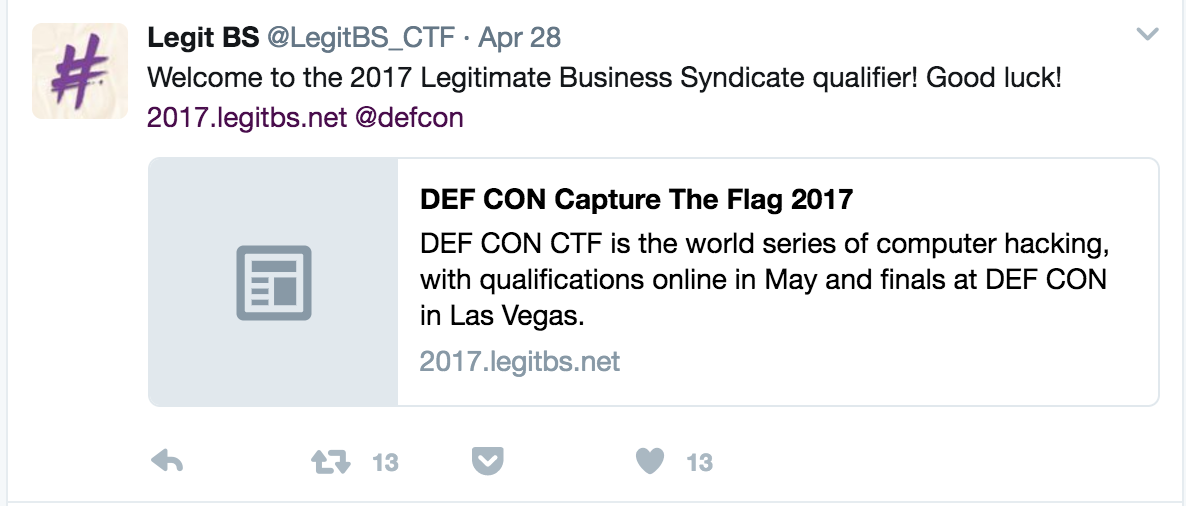 Legit BS @LegitBS_CTF · Apr 28
Welcome to the 2017 Legitimate Business Syndicate qualifier! Good luck!
2017.legitbs.net @defcon
DEF CON Capture The Flag 2017
DEF CON CTF is the world series of computer hacking,
with qualifications online in May and finals at DEF CON
in Las Vegas.
2017.legitbs.net
13 13